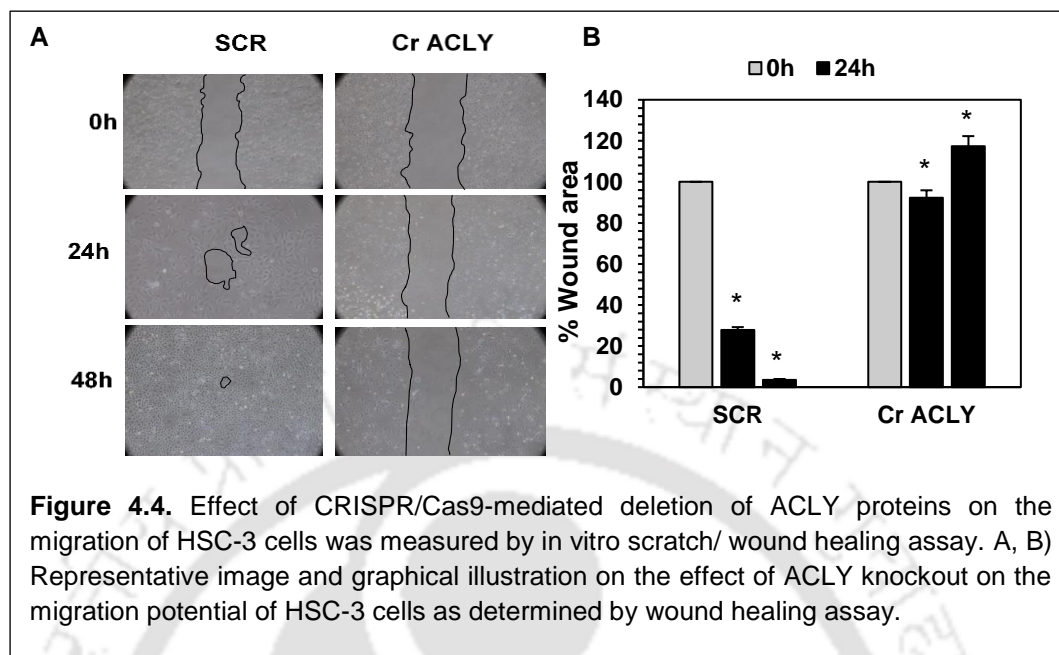 A
SCR Cr ACLY
0h
24h
48h
B
0h 24h
% Wound area
140
120
100
80
60
40
20
0
* * * *
SCR Cr ACLY
Figure 4.4. Effect of CRISPR/Cas9-mediated deletion of ACLY proteins on the
migration of HSC-3 cells was measured by in vitro scratch/ wound healing assay. A, B)
Representative image and graphical illustration on the effect of ACLY knockout on the
migration potential of HSC-3 cells as determined by wound healing assay.